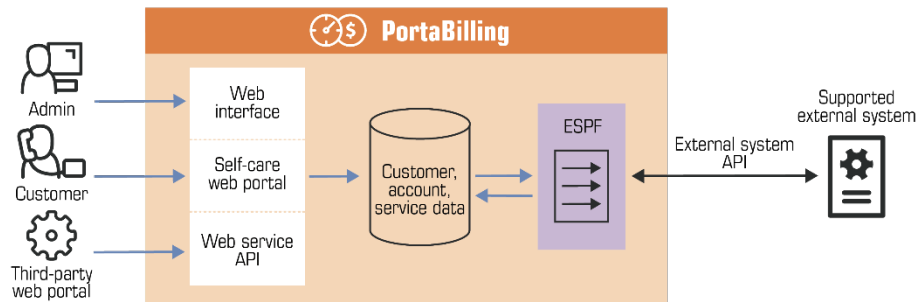 PortaBilling
Admin
Customer
Third-party
web portal
Web
interface
Self-care
web portal
Web service
API
Customer,
account,
service data
ESPF
External system
API
Supported
external system